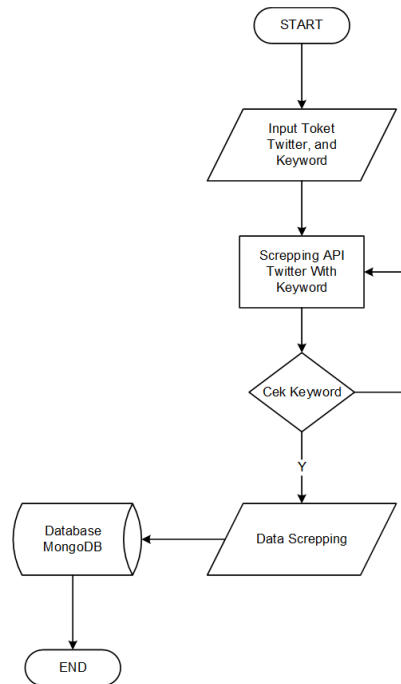 START
Input Toket
Twitter, and
Keyword
Screpping API
Twitter With
Keyword
Cek Keyword
Y
Data Screpping
Database
MongoDB
END